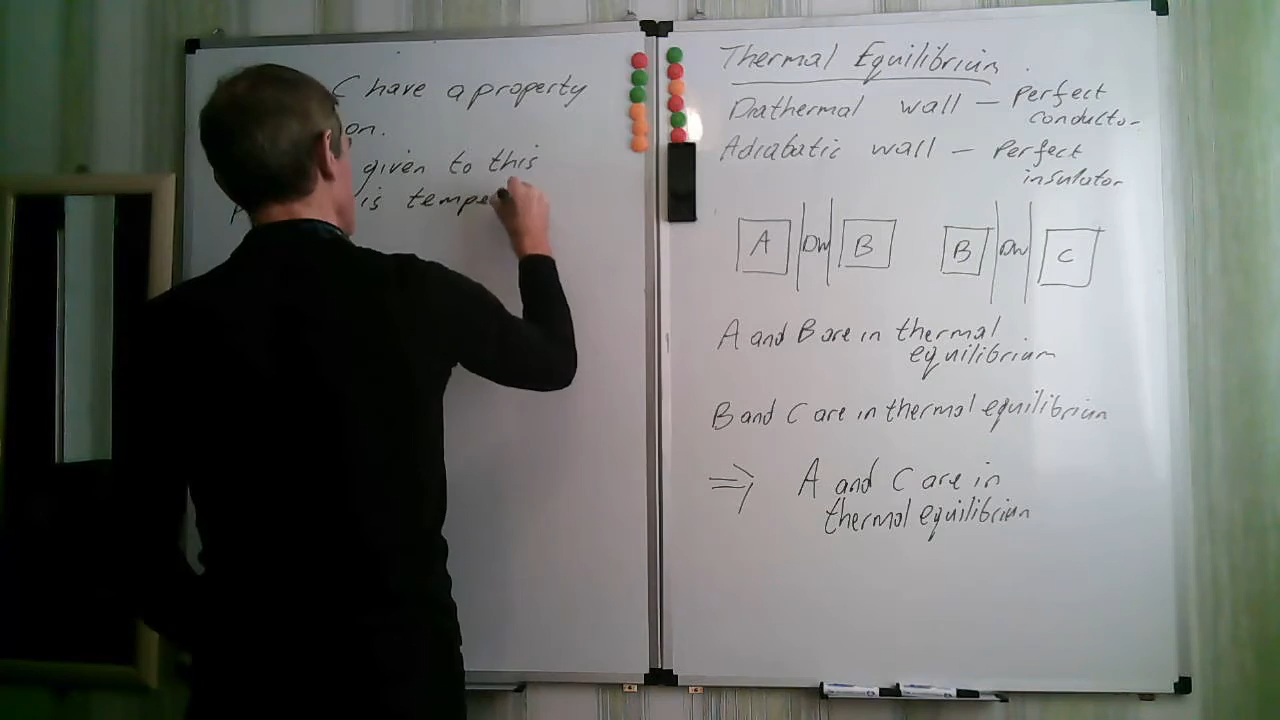 C have a property
on.
given to this
is tempe
Thermal Equilibrium.
Diathermal wall - Perfect
conductor
Adiabatic wall - Perfect
insulator
A DW B B DW C
A and B are in thermal
equilibrium
B and C are in thermal equilibrium
⇒ A and C are in
thermal equilibrium